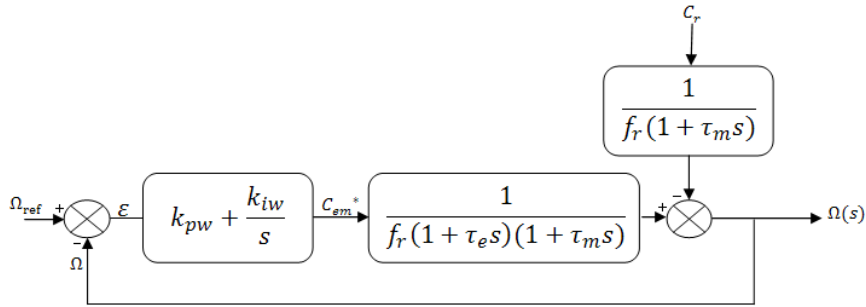 C_r
1
f_r(1 + τ_m s)
Ω_ref
+
−
ε
k_pw + k_iw
s
C_em*
1
f_r(1 + τ_e s)(1 + τ_m s)
+
−
Ω(s)
Ω